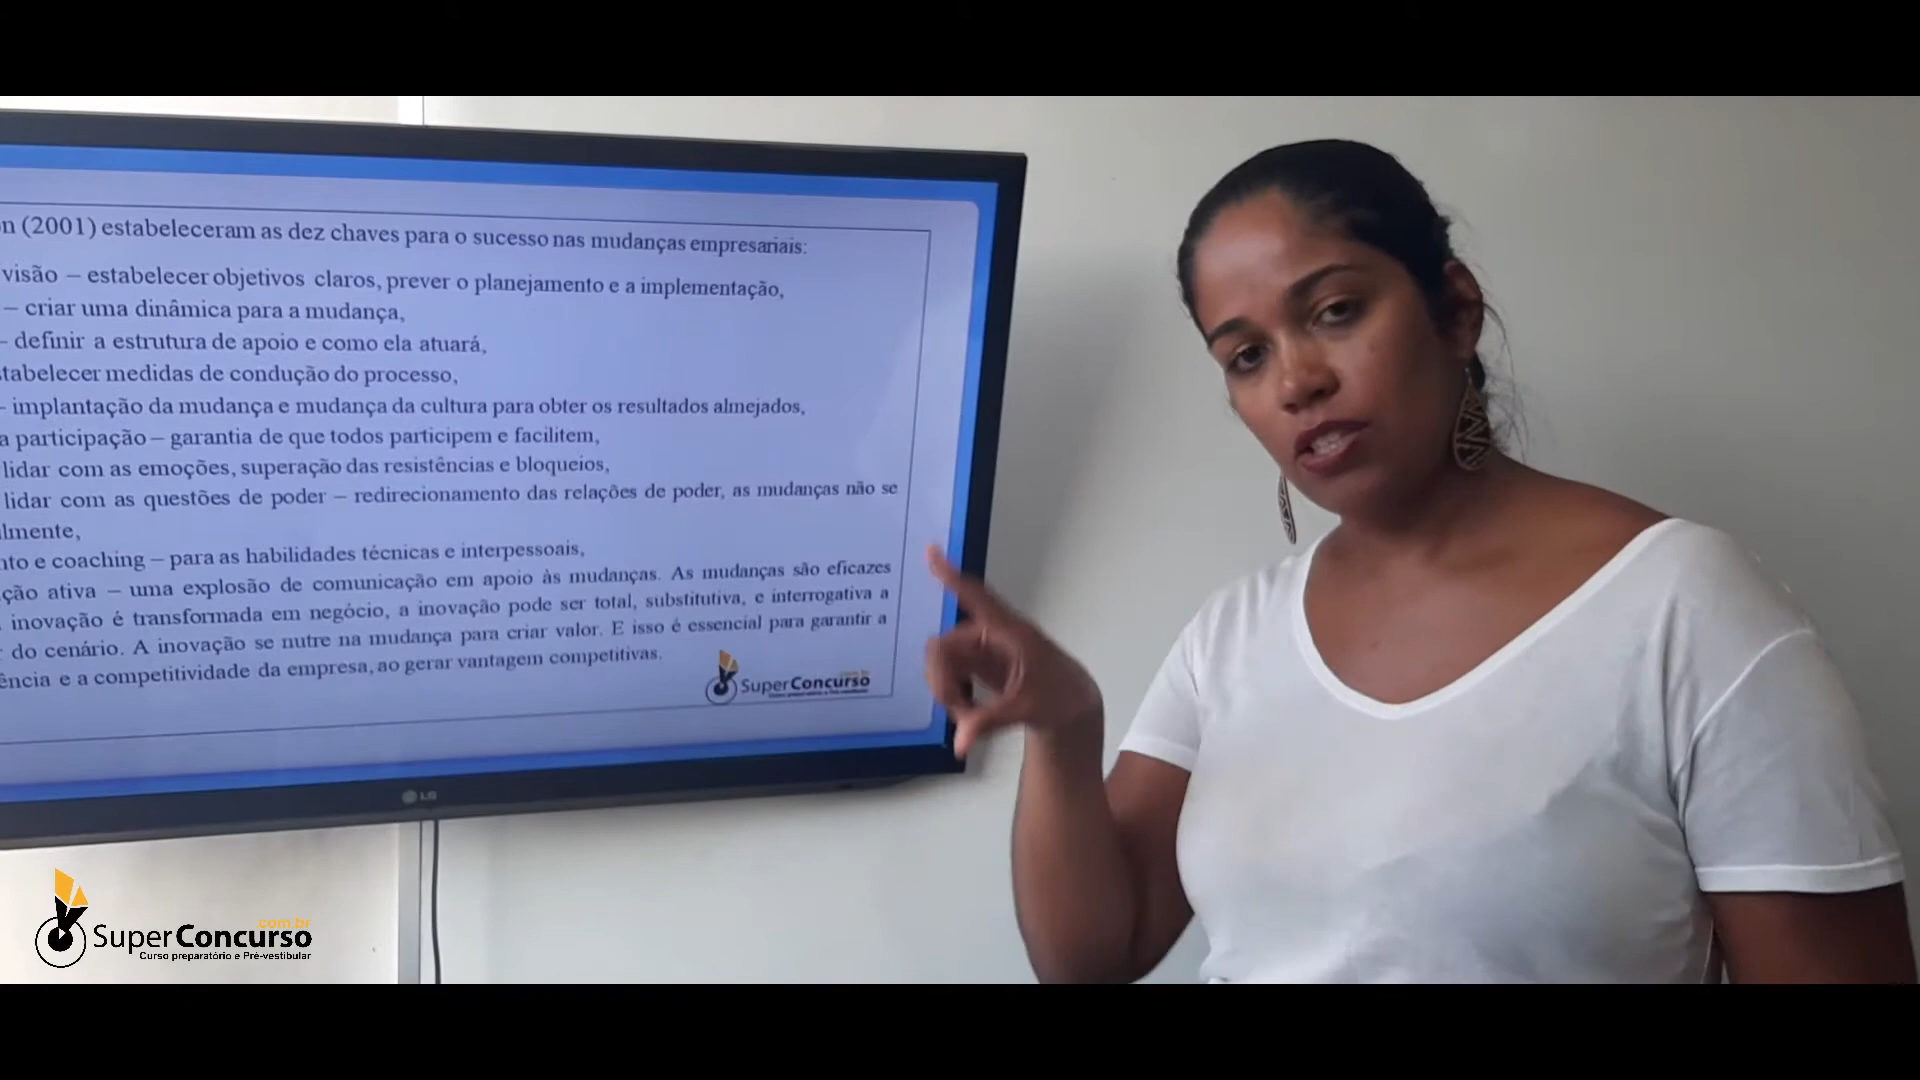 n (2001) estabeleceram as dez chaves para o sucesso nas mudanças empresariais:
visão – estabelecer objetivos claros, prever o planejamento e a implementação,
– criar uma dinâmica para a mudança,
– definir a estrutura de apoio e como ela atuará,
tabelecer medidas de condução do processo,
– implantação da mudança e mudança da cultura para obter os resultados almejados,
a participação – garantia de que todos participem e facilitem,
lidar com as emoções, superação das resistências e bloqueios,
lidar com as questões de poder – redirecionamento das relações de poder, as mudanças não se
lmente,
nto e coaching – para as habilidades técnicas e interpessoais,
ção ativa – uma explosão de comunicação em apoio às mudanças. As mudanças são eficazes
inovação é transformada em negócio, a inovação pode ser total, substitutiva, e interrogativa a
do cenário. A inovação se nutre na mudança para criar valor. E isso é essencial para garantir a
ência e a competitividade da empresa, ao gerar vantagem competitivas.
SuperConcurso
LG
.com.br
SuperConcurso
Curso preparatório e Pré-vestibular